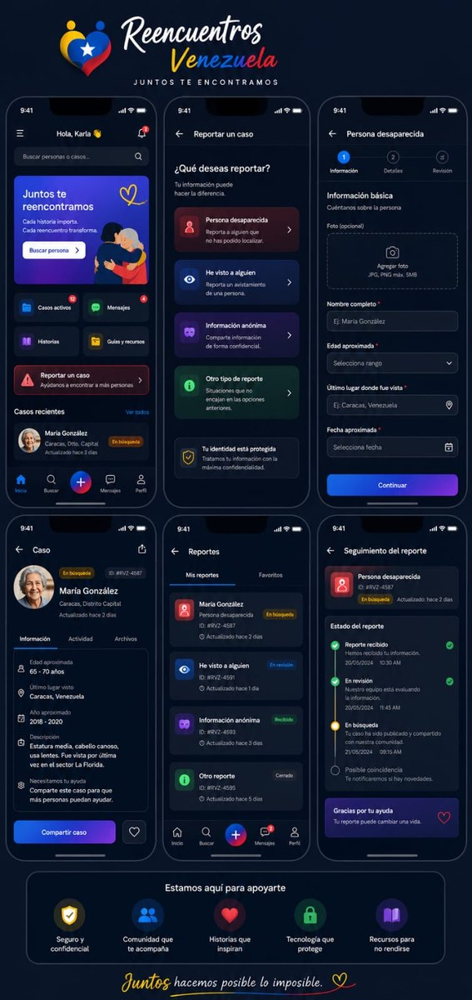 Reencuentros
Venezuela
JUNTOS TE ENCONTRAMOS
9:41
Hola, Karla 👋
2
Buscar personas o casos...
Juntos te
reencontramos
Cada historia importa.
Cada reencuentro transforma.
Buscar persona
Casos activos
12
Mensajes
4
Historias
Guías y recursos
Reportar un caso
Ayúdanos a encontrar a más personas
Casos recientes
Ver todos
María González
Caracas, Dtto. Capital
Actualizado hace 2 días
En búsqueda
Inicio
Buscar
Mensajes
Perfil
9:41
Reportar un caso
¿Qué deseas reportar?
Tu información puede
hacer la diferencia.
Persona desaparecida
Reporta a alguien que
no has podido localizar.
He visto a alguien
Reporta un avistamiento
de una persona.
Información anónima
Comparte información
de forma confidencial.
Otro tipo de reporte
Situaciones que no
encajan en las opciones
anteriores.
Tu identidad está protegida
Tratamos tu información con la
máxima confidencialidad.
9:41
Persona desaparecida
1
2
Información
Detalles
Revisión
Información básica
Cuéntanos sobre la persona
Foto (opcional)
Agregar foto
JPG, PNG máx. 5MB
Nombre completo *
Ej: María González
Edad aproximada *
Selecciona rango
Último lugar donde fue vista *
Ej: Caracas, Venezuela
Fecha aproximada *
Selecciona fecha
Continuar
9:41
Caso
En búsqueda
ID: #RVZ-4587
María González
Caracas, Distrito Capital
Actualizado hace 2 días
Información
Actividad
Archivos
Edad aproximada
65 - 70 años
Último lugar visto
Caracas, Venezuela
Año aproximado
2018 - 2020
Descripción
Estatura media, cabello canoso,
usa lentes. Fue vista por última
vez en el sector La Florida.
Necesitamos tu ayuda
Comparte este caso para que
más personas puedan ayudar.
Compartir caso
9:41
Reportes
Mis reportes
Favoritos
María González
Persona desaparecida
ID: #RVZ-4587
Actualizado hace 2 días
En búsqueda
He visto a alguien
ID: #RVZ-4591
Actualizado hace 1 día
En revisión
Información anónima
ID: #RVZ-4593
Actualizado hace 3 días
Recibido
Otro reporte
ID: #RVZ-4595
Actualizado hace 5 días
Cerrado
Inicio
Buscar
Mensajes
2
Perfil
9:41
Seguimiento del reporte
Persona desaparecida
ID: #RVZ-4587
En búsqueda
Actualizado: hace 2 días
Estado del reporte
Reporte recibido
Hemos recibido tu información.
20/05/2024 10:30 AM
En revisión
Nuestro equipo está evaluando
la información.
20/05/2024 11:45 AM
En búsqueda
Tu caso ha sido publicado y compartido
con nuestra comunidad.
21/05/2024 09:15 AM
Posible coincidencia
Te notificaremos si hay novedades.
Gracias por tu ayuda
Tu reporte puede cambiar una vida.
Estamos aquí para apoyarte
Seguro y
confidencial
Comunidad que
te acompaña
Historias que
inspiran
Tecnología que
protege
Recursos para
no rendirse
Juntos hacemos posible lo imposible.